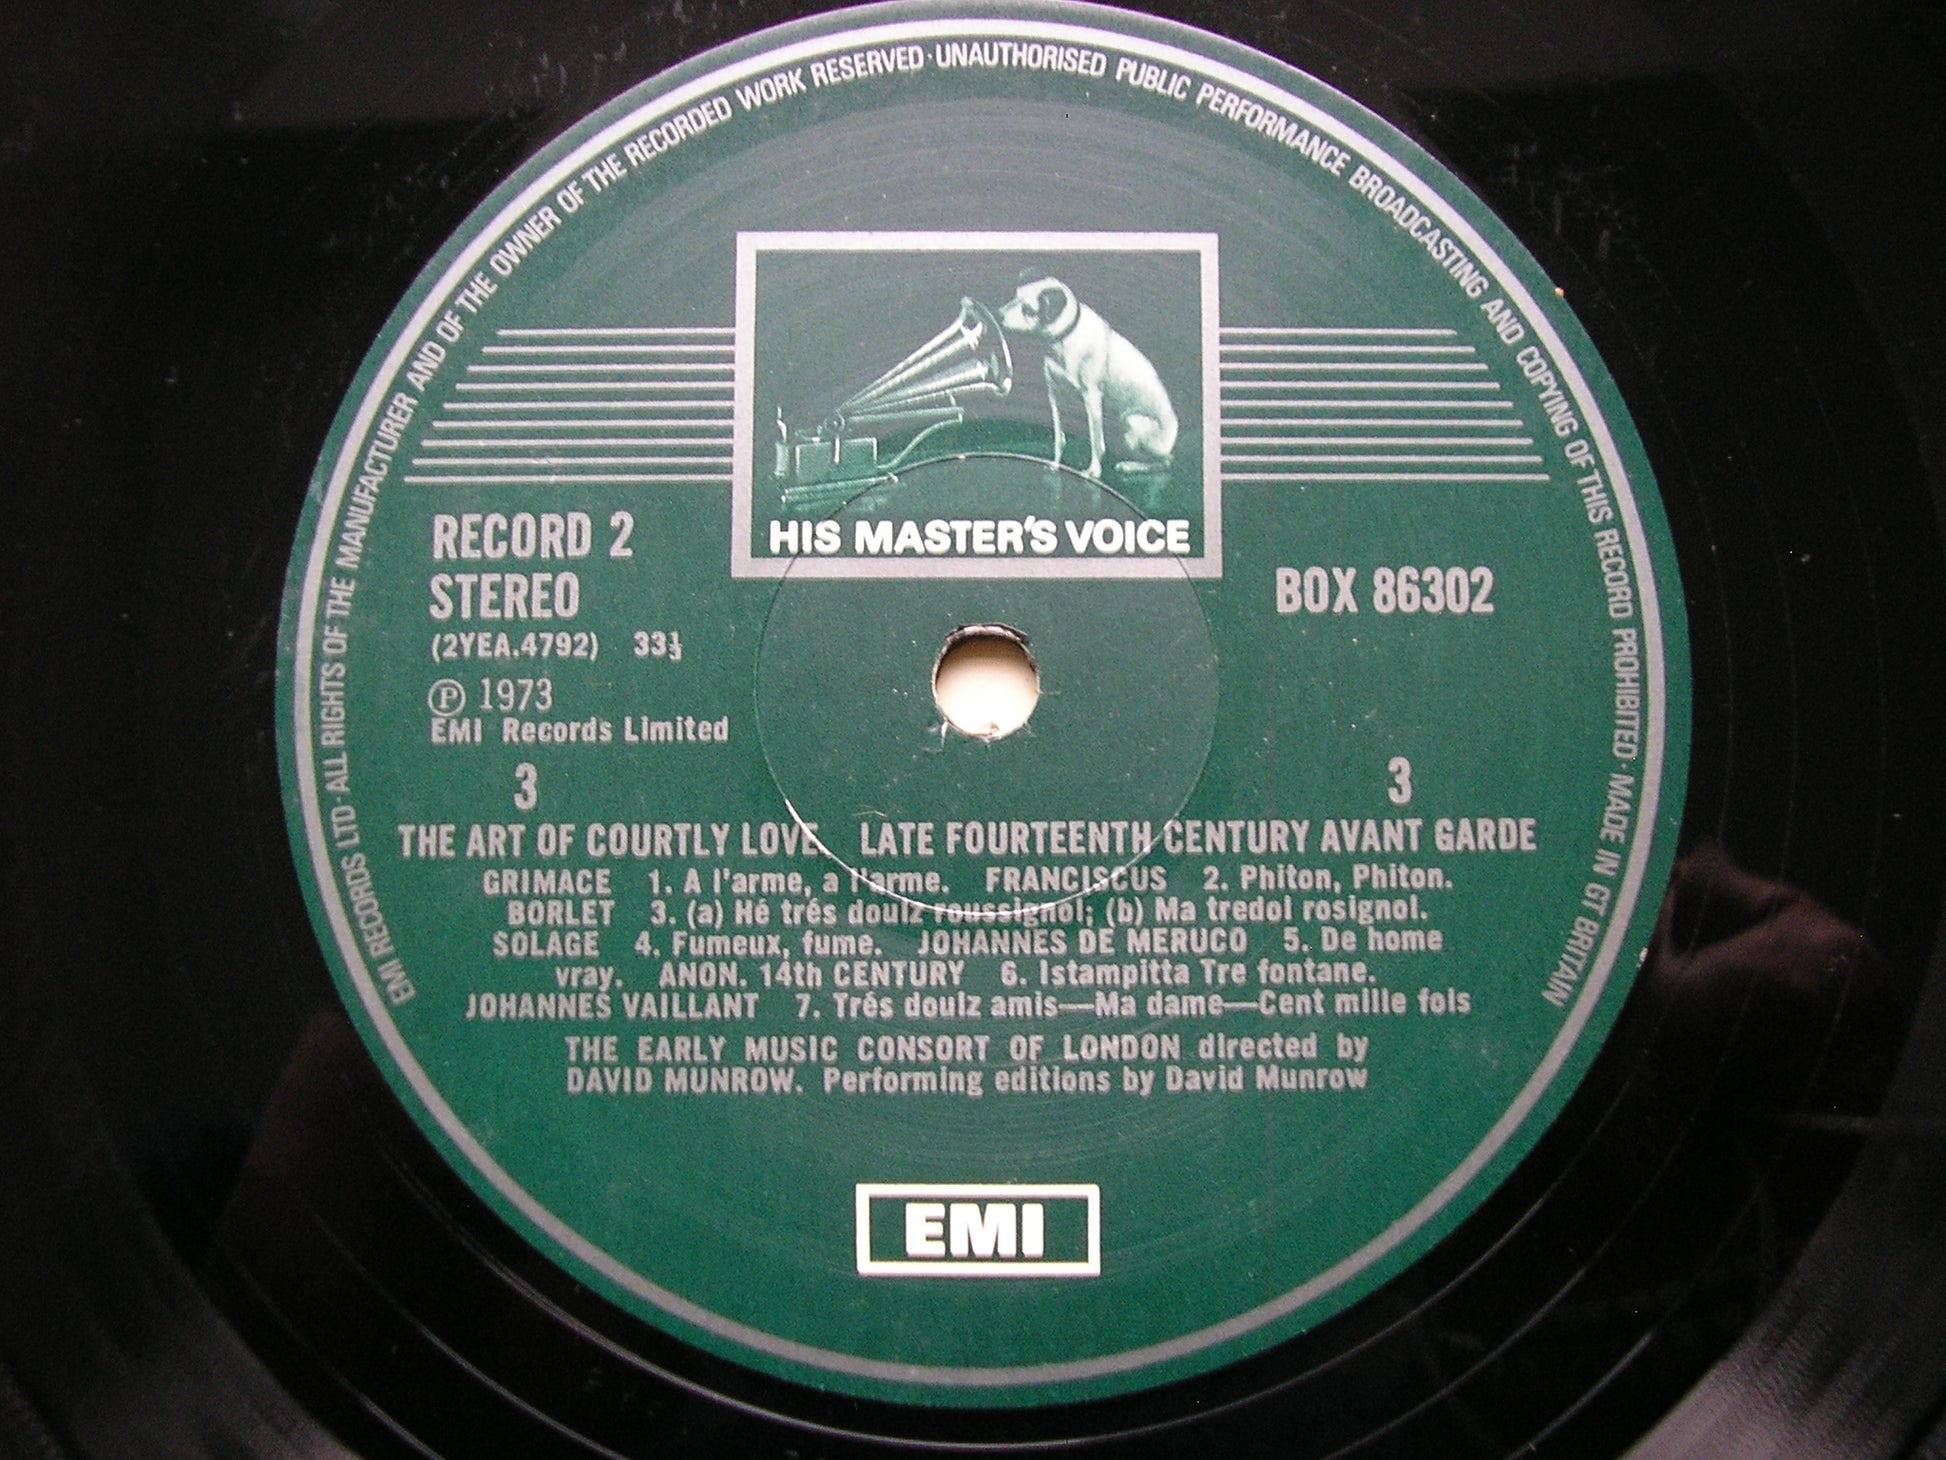 EMI RECORDS LTD · ALL RIGHTS OF THE MANUFACTURER AND OF THE OWNER OF THE RECORDED WORK RESERVED · UNAUTHORISED PUBLIC PERFORMANCE BROADCASTING AND COPYING OF THIS RECORD PROHIBITED · MADE IN GT BRITAIN
HIS MASTER'S VOICE
RECORD 2
STEREO
BOX 86302
(2YEA.4792) 33⅓
℗ 1973
EMI Records Limited
3 3
THE ART OF COURTLY LOVE. LATE FOURTEENTH CENTURY AVANT GARDE
GRIMACE 1. A l'arme, a l'arme. FRANCISCUS 2. Phiton, Phiton.
BORLET 3. (a) Hé trés doulz roussignol; (b) Ma tredol rosignol.
SOLAGE 4. Fumeux, fume. JOHANNES DE MERUCO 5. De home
vray. ANON. 14th CENTURY 6. Istampitta Tre fontane.
JOHANNES VAILLANT 7. Trés doulz amis—Ma dame—Cent mille fois
THE EARLY MUSIC CONSORT OF LONDON directed by
DAVID MUNROW. Performing editions by David Munrow
EMI